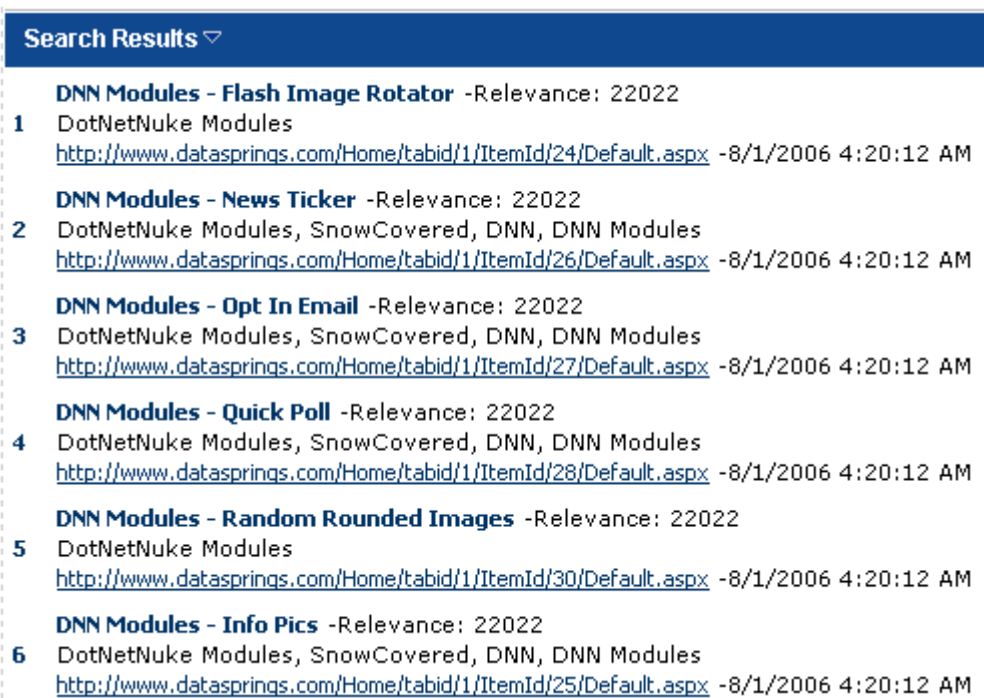 Search Results
DNN Modules - Flash Image Rotator -Relevance: 22022
1 DotNetNuke Modules
http://www.datasprings.com/Home/tabid/1/ItemId/24/Default.aspx -8/1/2006 4:20:12 AM
DNN Modules - News Ticker -Relevance: 22022
2 DotNetNuke Modules, SnowCovered, DNN, DNN Modules
http://www.datasprings.com/Home/tabid/1/ItemId/26/Default.aspx -8/1/2006 4:20:12 AM
DNN Modules - Opt In Email -Relevance: 22022
3 DotNetNuke Modules, SnowCovered, DNN, DNN Modules
http://www.datasprings.com/Home/tabid/1/ItemId/27/Default.aspx -8/1/2006 4:20:12 AM
DNN Modules - Quick Poll -Relevance: 22022
4 DotNetNuke Modules, SnowCovered, DNN, DNN Modules
http://www.datasprings.com/Home/tabid/1/ItemId/28/Default.aspx -8/1/2006 4:20:12 AM
DNN Modules - Random Rounded Images -Relevance: 22022
5 DotNetNuke Modules
http://www.datasprings.com/Home/tabid/1/ItemId/30/Default.aspx -8/1/2006 4:20:12 AM
DNN Modules - Info Pics -Relevance: 22022
6 DotNetNuke Modules, SnowCovered, DNN, DNN Modules
http://www.datasprings.com/Home/tabid/1/ItemId/25/Default.aspx -8/1/2006 4:20:12 AM